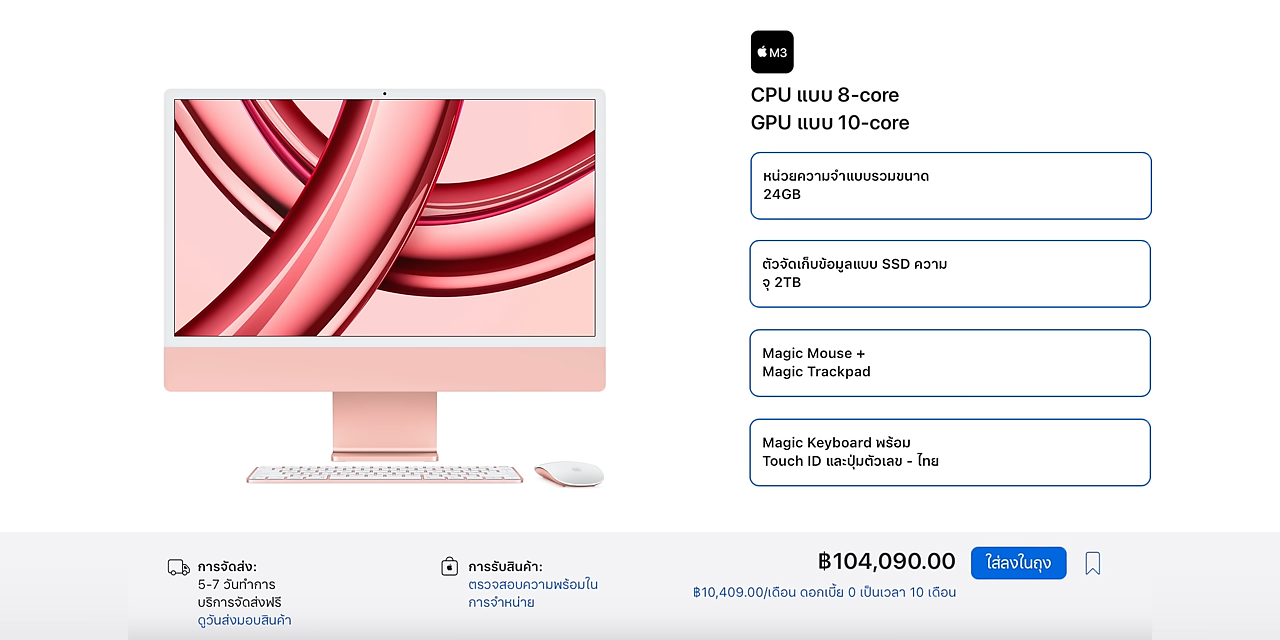 M3
CPU แบบ 8-core
GPU แบบ 10-core
หน่วยความจำแบบรวมขนาด
24GB
ตัวจัดเก็บข้อมูลแบบ SSD ความ
จุ 2TB
Magic Mouse +
Magic Trackpad
Magic Keyboard พร้อม
Touch ID และปุ่มตัวเลข - ไทย
การจัดส่ง:
5-7 วันทำการ
บริการจัดส่งฟรี
ดูวันส่งมอบสินค้า
การรับสินค้า:
ตรวจสอบความพร้อมใน
การจำหน่าย
฿104,090.00
ใส่ลงในถุง
฿10,409.00/เดือน ดอกเบี้ย 0 เป็นเวลา 10 เดือน